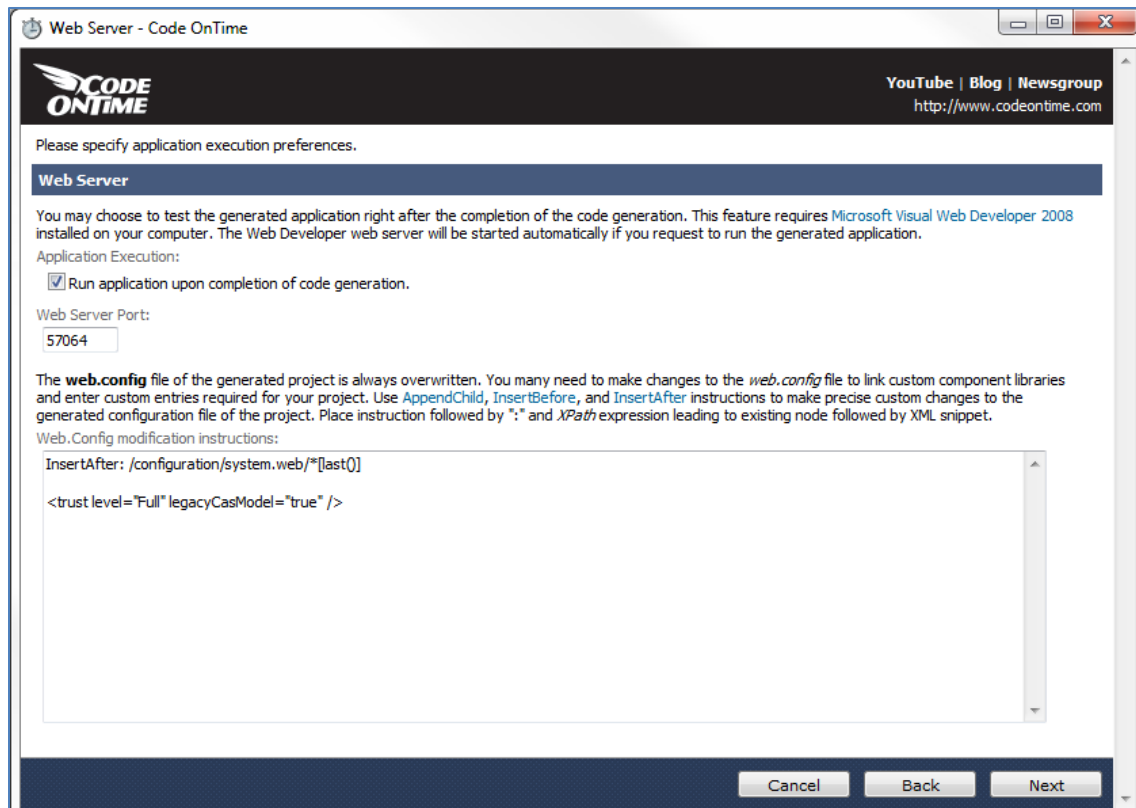 Web Server - Code OnTime
CODE
ONTIME
YouTube | Blog | Newsgroup
http://www.codeontime.com
Please specify application execution preferences.
Web Server
You may choose to test the generated application right after the completion of the code generation. This feature requires Microsoft Visual Web Developer 2008
installed on your computer. The Web Developer web server will be started automatically if you request to run the generated application.
Application Execution:
Run application upon completion of code generation.
Web Server Port:
57064
The web.config file of the generated project is always overwritten. You many need to make changes to the web.config file to link custom component libraries
and enter custom entries required for your project. Use AppendChild, InsertBefore, and InsertAfter instructions to make precise custom changes to the
generated configuration file of the project. Place instruction followed by ":" and XPath expression leading to existing node followed by XML snippet.
Web.Config modification instructions:
InsertAfter: /configuration/system.web/*[last()]
<trust level="Full" legacyCasModel="true" />
Cancel Back Next